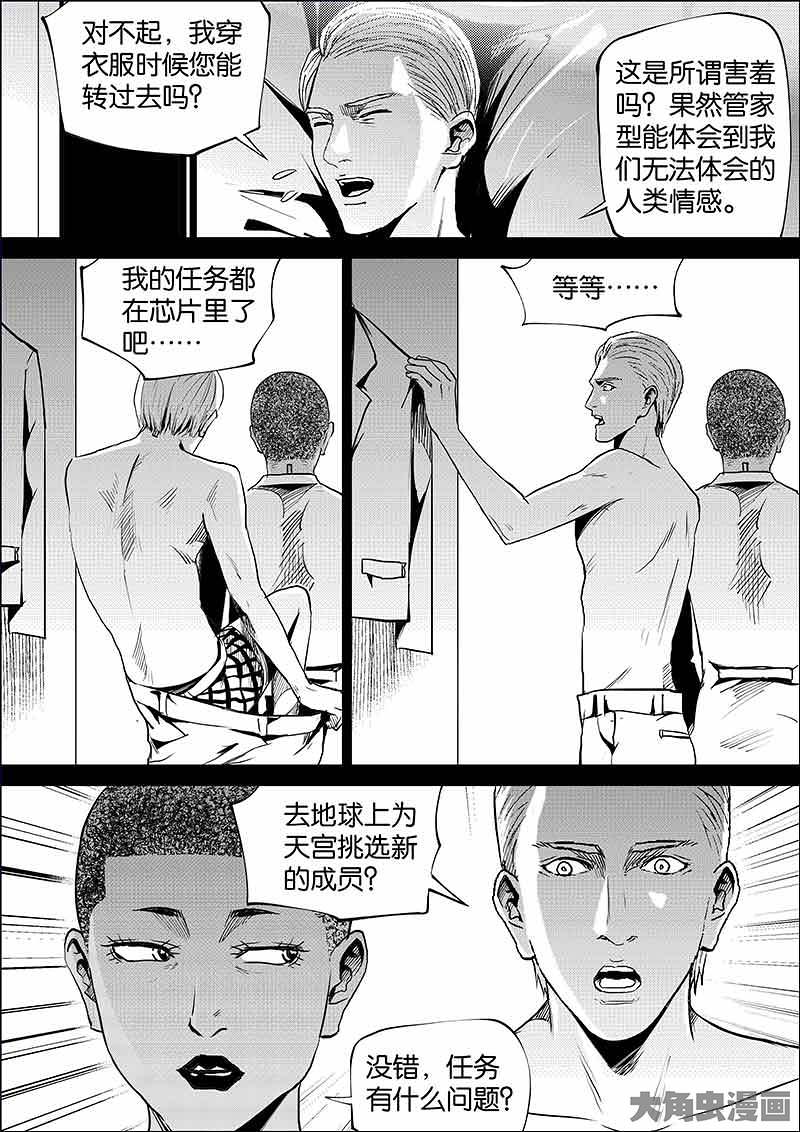 对不起，我穿
衣服时候您能
转过去吗？
这是所谓害羞
吗？果然管家
型能体会到我
们无法体会的
人类情感。
我的任务都
在芯片里了
吧……
等等……
去地球上为
天宫挑选新
的成员？
没错，任务
有什么问题？
大角虫漫画